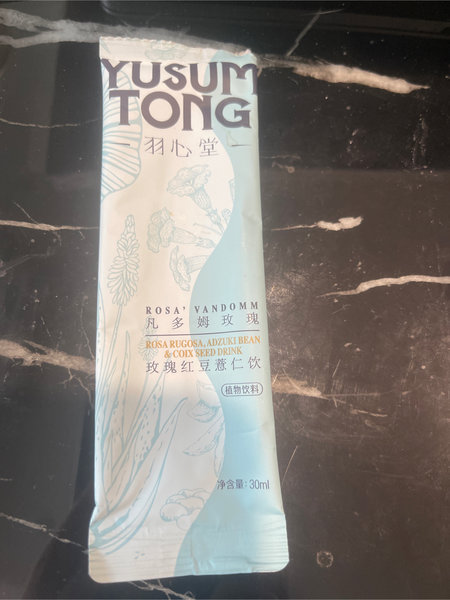 YUSUM
TONG
羽心堂
ROSA' VANDOMM
凡多姆玫瑰
ROSA RUGOSA, ADZUKI BEAN
& COIX SEED DRINK
玫瑰红豆薏仁饮
植物饮料
净含量: 30ml